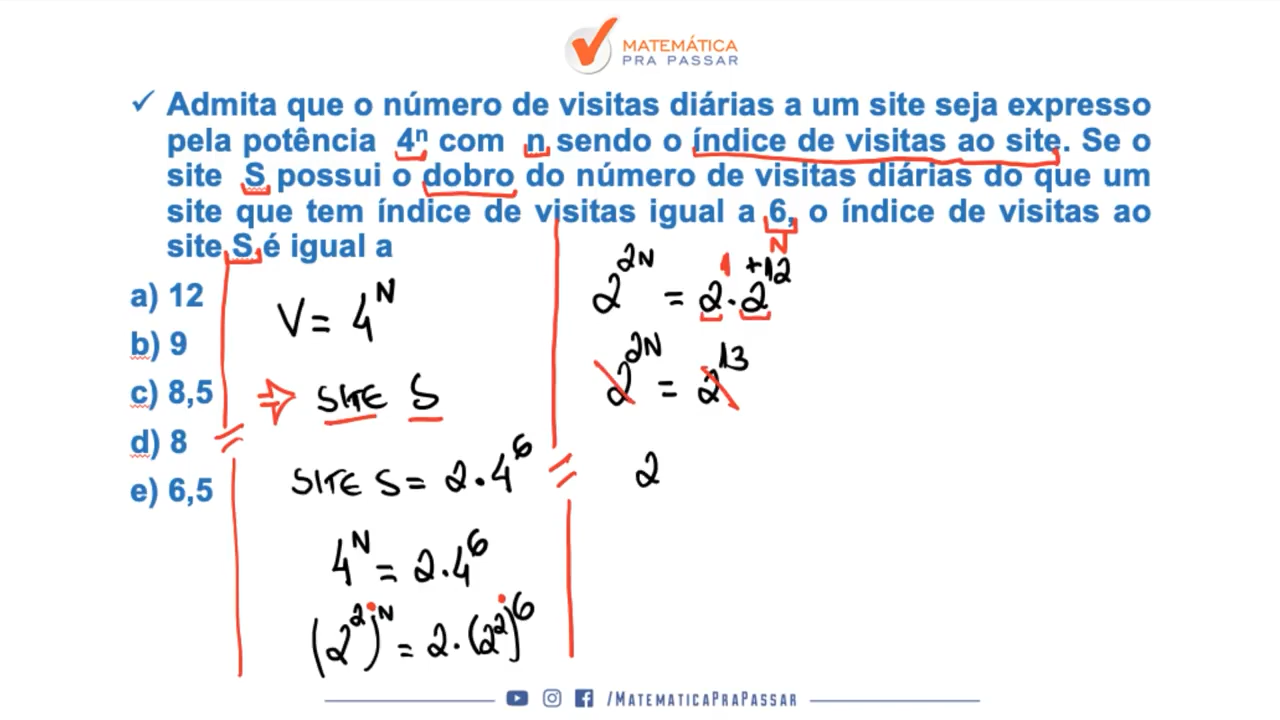 MATEMÁTICA
PRA PASSAR
✓ Admita que o número de visitas diárias a um site seja expresso
pela potência 4ⁿ com n sendo o índice de visitas ao site. Se o
site S possui o dobro do número de visitas diárias do que um
site que tem índice de visitas igual a 6, o índice de visitas ao
site S é igual a
a) 12
b) 9
c) 8,5
d) 8
e) 6,5
V = 4^N
⇒ SITE S
SITE S = 2 · 4^6
4^N = 2 · 4^6
(2^2)^N = 2 · (2^2)^6
N
2^2N = 2^1 · 2^+12
2^2N = 2^13
2
/MATEMATICAPRAPASSAR